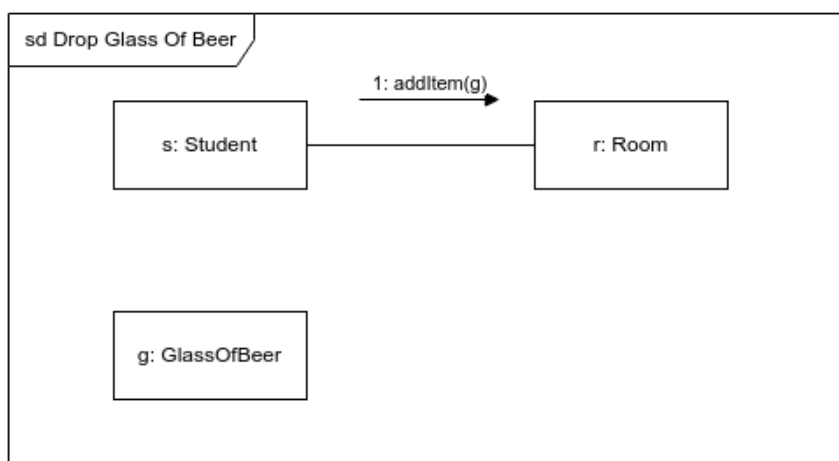 sd Drop Glass Of Beer
1: addItem(g)
s: Student
r: Room
g: GlassOfBeer